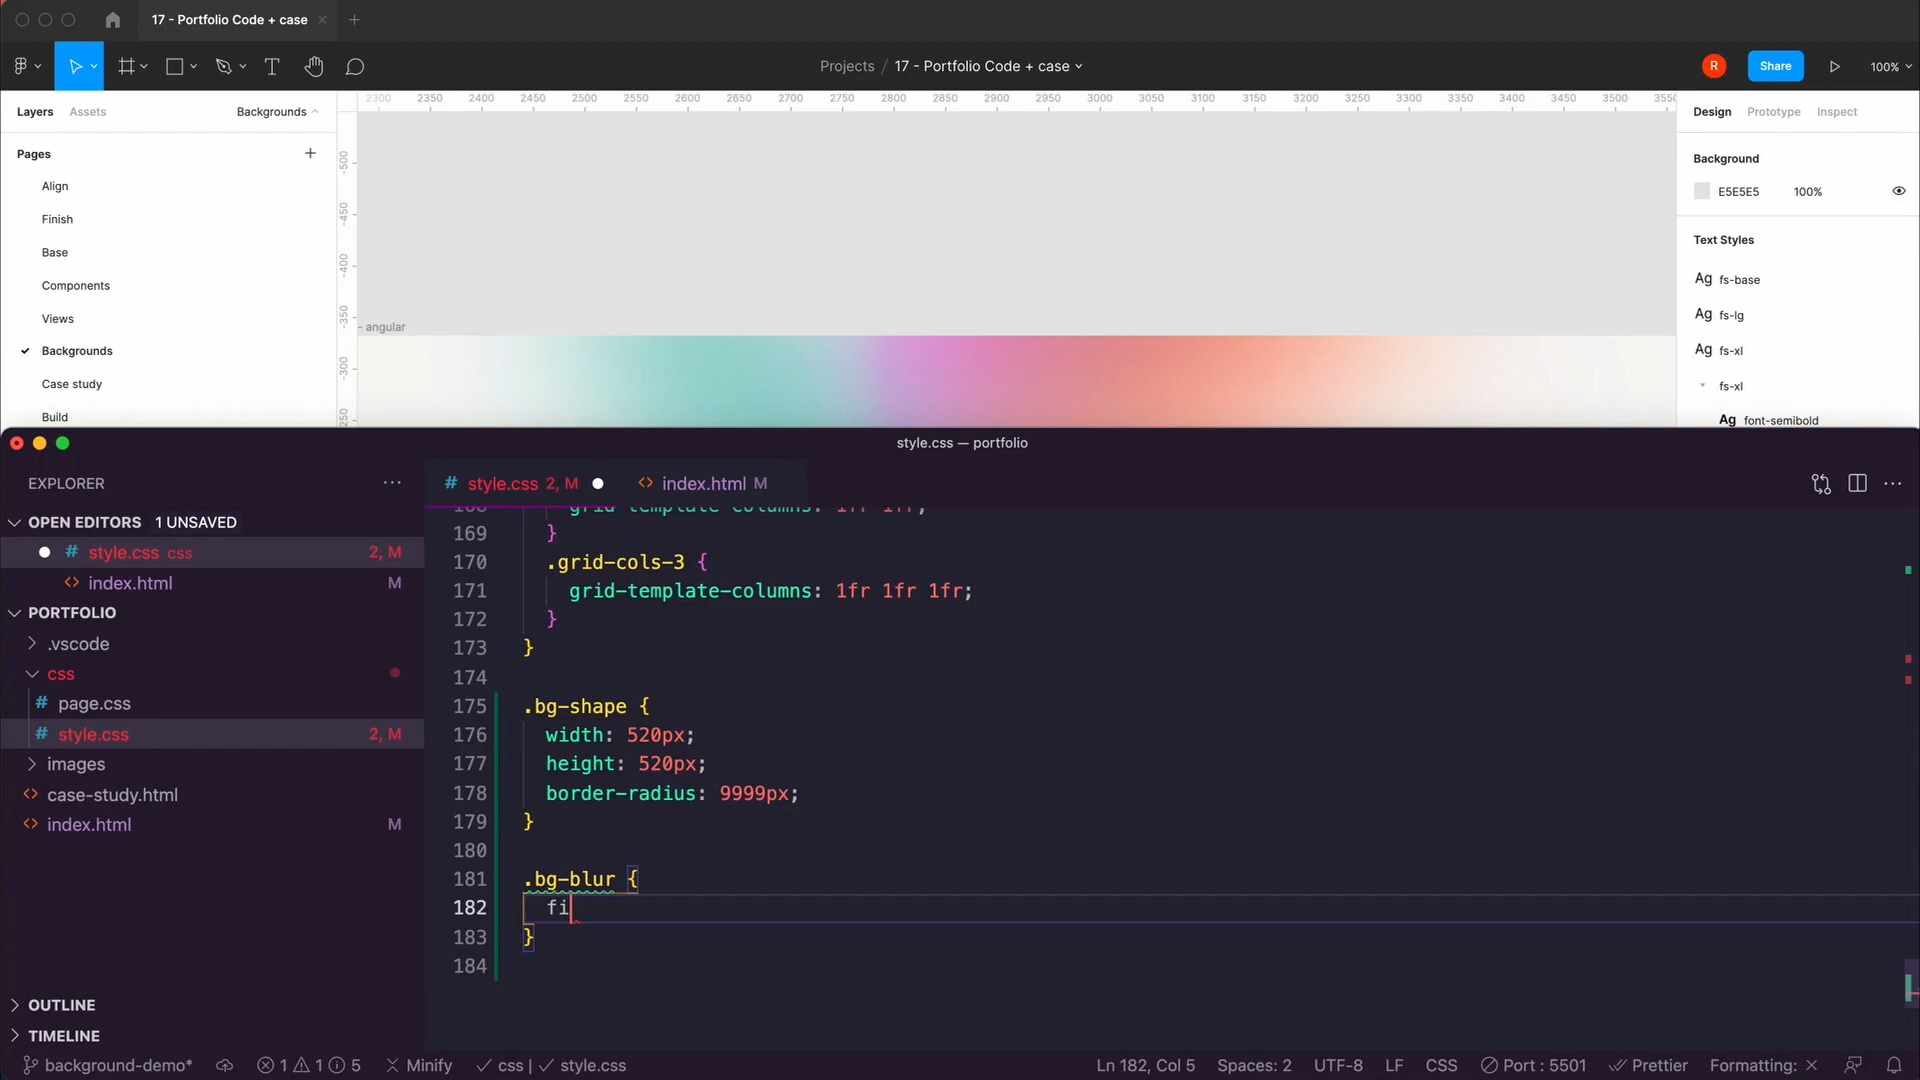 17 - Portfolio Code + case
Projects / 17 - Portfolio Code + case
R
Share
100%
Layers Assets Backgrounds
2300 2350 2400 2450 2500 2550 2600 2650 2700 2750 2800 2850 2900 2950 3000 3050 3100 3150 3200 3250 3300 3350 3400 3450 3500
Design Prototype Inspect
Pages
Align
Finish
Base
Components
Views
Backgrounds
Case study
Build
-500
-450
-400
-350
-300
250
- angular
Background
E5E5E5 100%
Text Styles
Ag fs-base
Ag fs-lg
Ag fs-xl
fs-xl
Ag font-semibold
style.css — portfolio
EXPLORER
OPEN EDITORS 1 UNSAVED
# style.css css 2, M
<> index.html M
PORTFOLIO
.vscode
css
# page.css
# style.css 2, M
images
<> case-study.html
<> index.html M
OUTLINE
TIMELINE
# style.css 2, M
<> index.html M
168 grid-template-columns: 1fr 1fr;
169 }
170 .grid-cols-3 {
171 grid-template-columns: 1fr 1fr 1fr;
172 }
173 }
174
175 .bg-shape {
176 width: 520px;
177 height: 520px;
178 border-radius: 9999px;
179 }
180
181 .bg-blur {
182 fi
183 }
184
background-demo* 1 1 5 Minify css | style.css Ln 182, Col 5 Spaces: 2 UTF-8 LF CSS Port : 5501 Prettier Formatting: